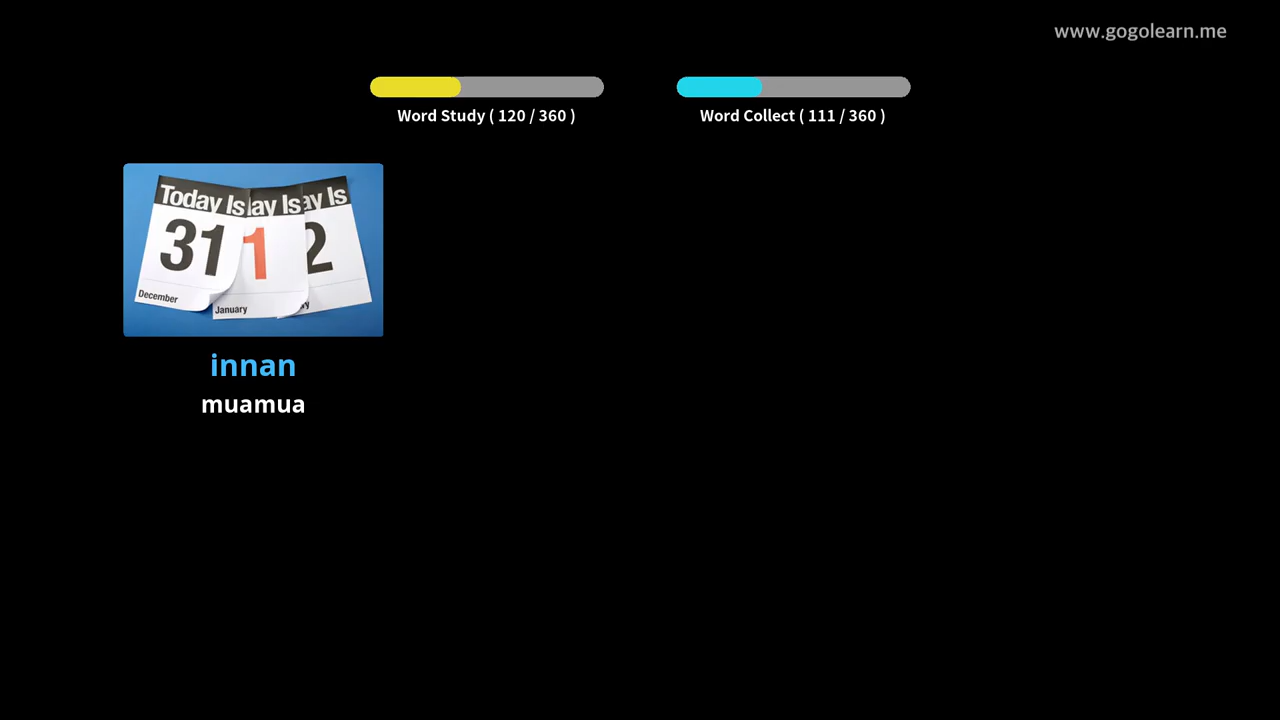 www.gogolearn.me
Word Study ( 120 / 360 )
Word Collect ( 111 / 360 )
Today Is
ay Is
ay Is
31
1
2
December
January
innan
muamua